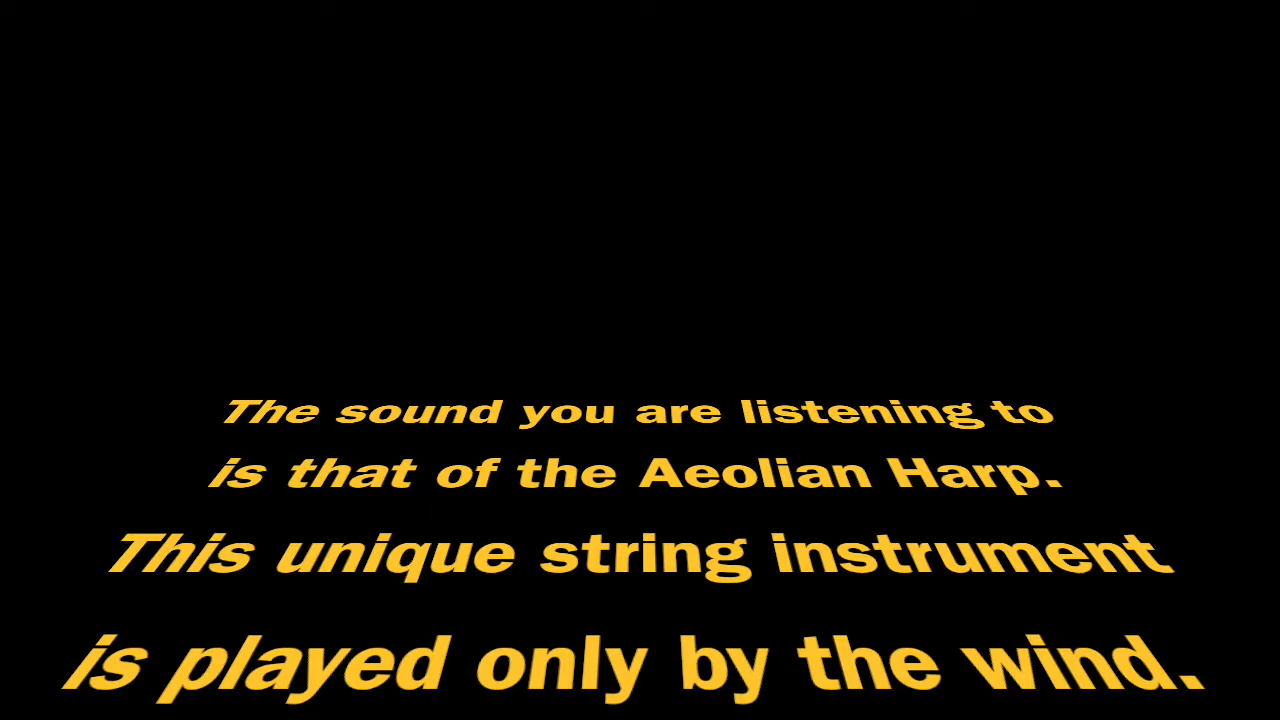 The sound you are listening to
is that of the Aeolian Harp.
This unique string instrument
is played only by the wind.